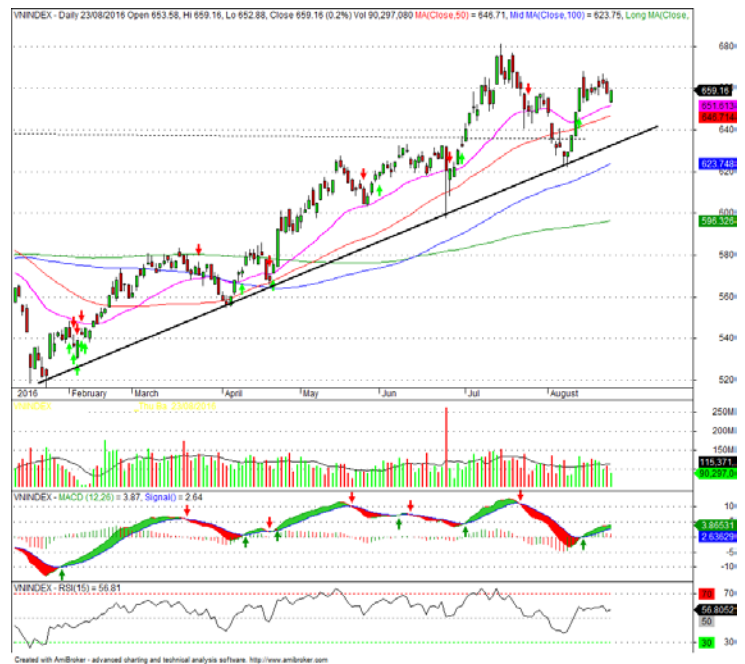 VNINDEX - Daily 23/08/2016 Open 653.58, Hi 659.16, Lo 652.88, Close 659.16 (0.2%) Vol 90,297,080 MA(Close,50) = 646.71, Mid MA(Close,100) = 623.75, Long MA(Close,
680
659.16
651.613
646.714
640
623.748
620
600
596.326
580
560
540
520
2016 February March April May Jun Jul August
VNINDEX
250M
200M
150M
115,371,
90,297,0
VNINDEX - MACD (12,26) = 3.87, Signal() = 2.64
10
3.86531
2.63629
-5
-10
VNINDEX - RSI(15) = 56.81
70
56.8052
50
30
Created with AmiBroker - advanced charting and technical analysis software. http://www.amibroker.com